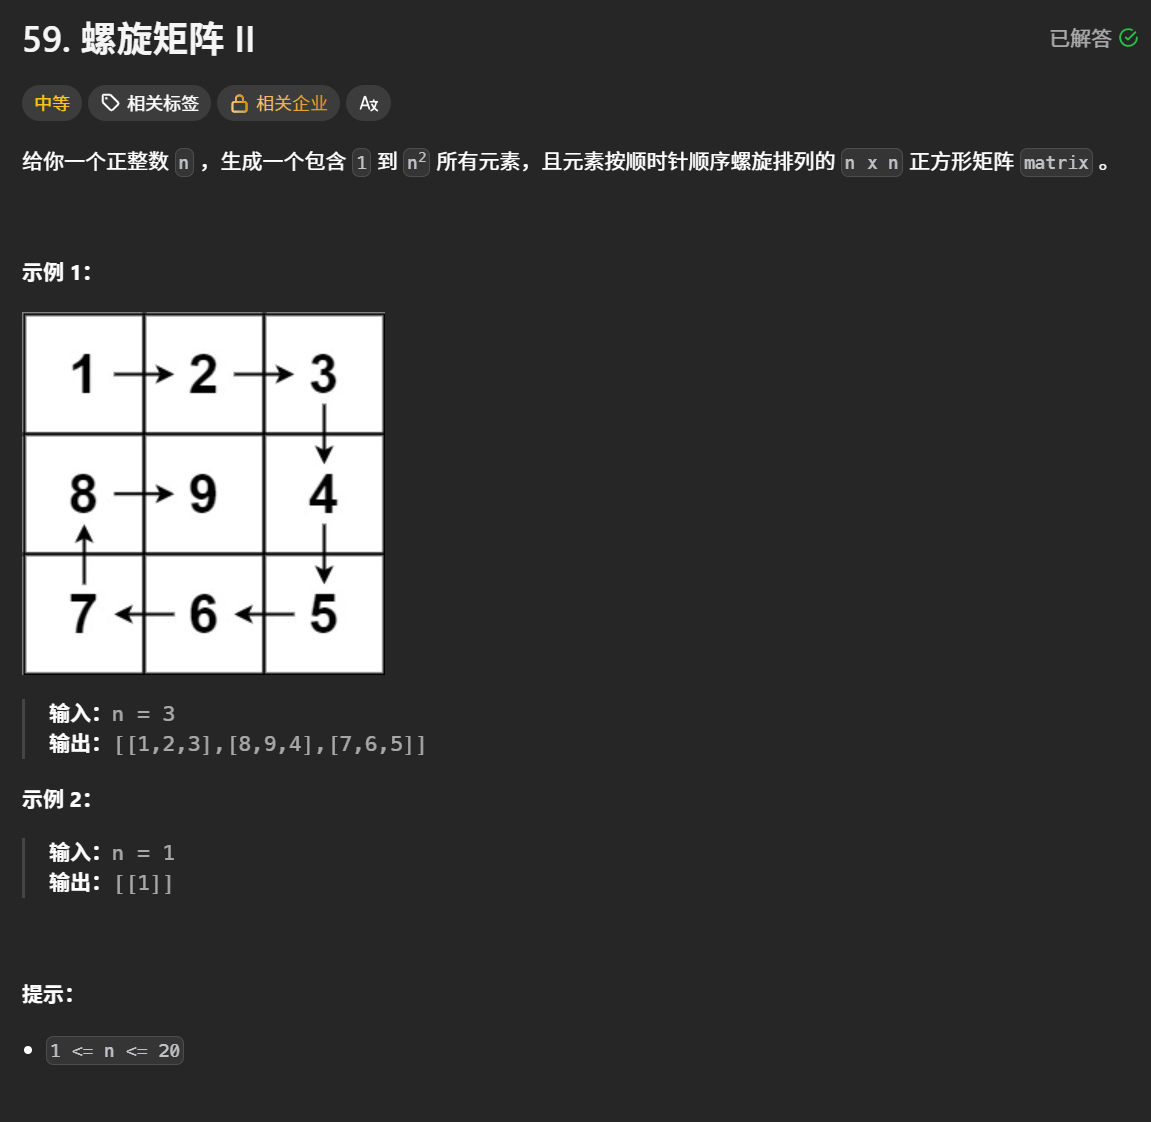 59. 螺旋矩阵 II
已解答
中等 相关标签 相关企业
给你一个正整数 n ，生成一个包含 1 到 n² 所有元素，且元素按顺时针顺序螺旋排列的 n x n 正方形矩阵 matrix 。
示例 1：
1 2 3
8 9 4
7 6 5
输入：n = 3
输出：[[1,2,3],[8,9,4],[7,6,5]]
示例 2：
输入：n = 1
输出：[[1]]
提示：
1 <= n <= 20